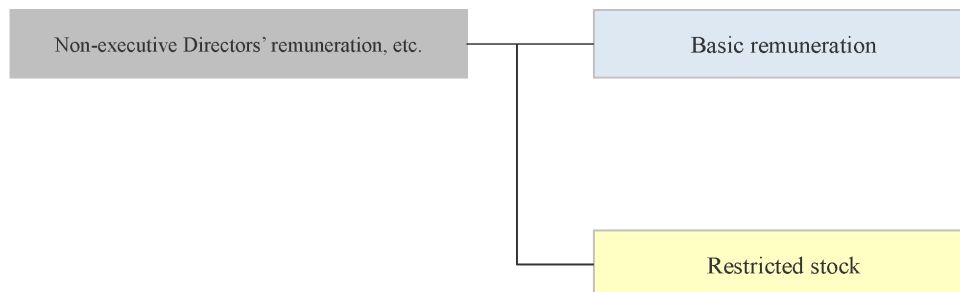 Non-executive Directors’ remuneration, etc.
Basic remuneration
Restricted stock